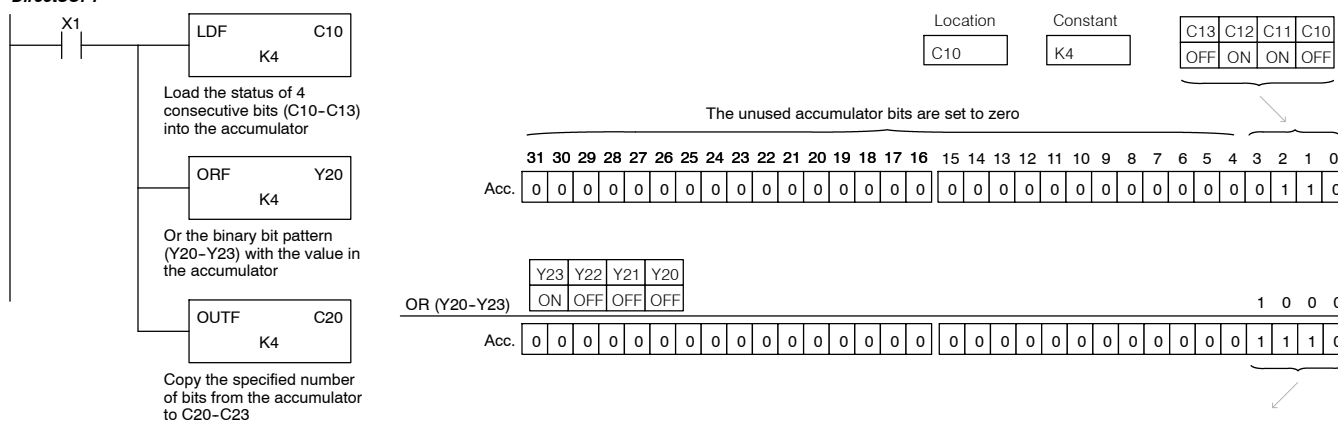 X1
LDF C10
K4
Load the status of 4
consecutive bits (C10-C13)
into the accumulator
ORF Y20
K4
Or the binary bit pattern
(Y20-Y23) with the value in
the accumulator
OUTF C20
K4
Copy the specified number
of bits from the accumulator
to C20-C23
Location Constant
C10 K4
C13 C12 C11 C10
OFF ON ON OFF
The unused accumulator bits are set to zero
31 30 29 28 27 26 25 24 23 22 21 20 19 18 17 16 15 14 13 12 11 10 9 8 7 6 5 4 3 2 1 0
Acc. 0 0 0 0 0 0 0 0 0 0 0 0 0 0 0 0 0 0 0 0 0 0 0 0 0 0 0 0 0 1 1 0
Y23 Y22 Y21 Y20
ON OFF OFF OFF
OR (Y20-Y23) 1 0 0 0
Acc. 0 0 0 0 0 0 0 0 0 0 0 0 0 0 0 0 0 0 0 0 0 0 0 0 0 0 0 0 1 1 1 0